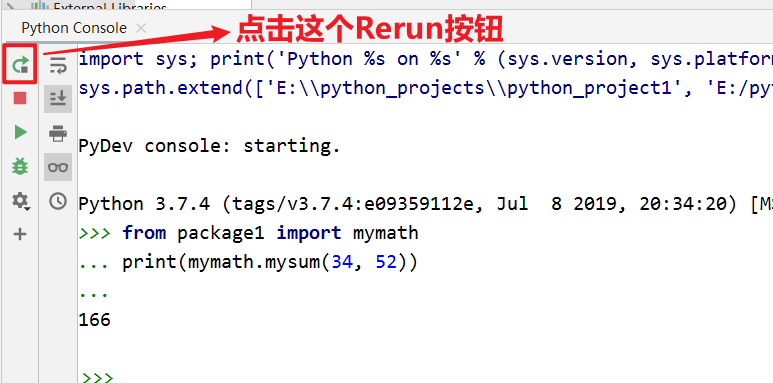 External Libraries
Python Console
点击这个Rerun按钮
import sys; print('Python %s on %s' % (sys.version, sys.platform
sys.path.extend(['E:\\python_projects\\python_project1', 'E:/py
PyDev console: starting.
Python 3.7.4 (tags/v3.7.4:e09359112e, Jul  8 2019, 20:34:20) [MS
>>> from package1 import mymath
... print(mymath.mysum(34, 52))
...
166
>>>